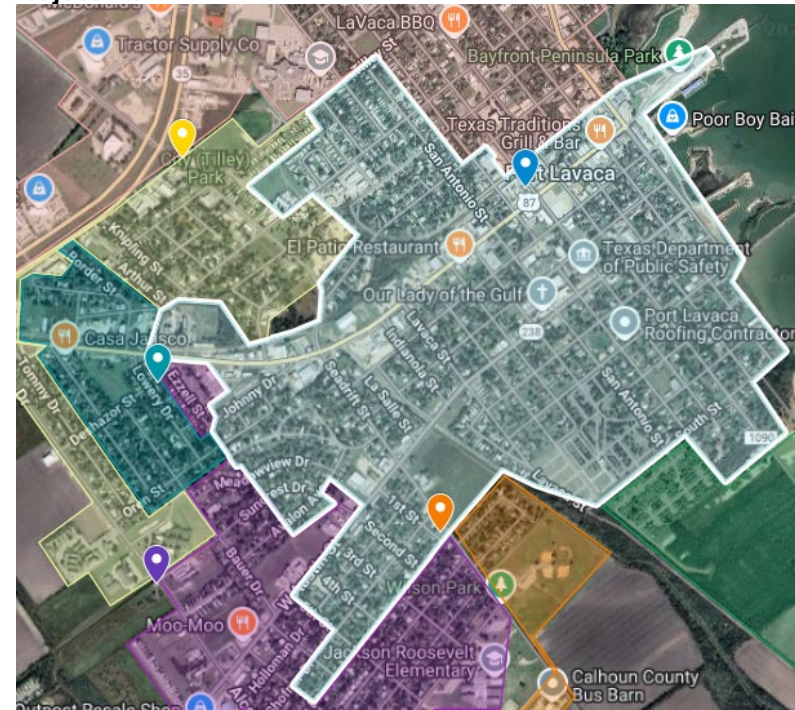 LaVaca BBQ
Tractor Supply Co
35
Bayfront Peninsula Park
Poor Boy Bai
Texas Traditions
Grill & Bar
City (Tilley)
Park
San Antonio St
Port Lavaca
87
Knipling St
Arthur St
Border St
El Patio Restaurant
Texas Department
of Public Safety
Our Lady of the Gulf
Port Lavaca
Roofing Contractor
238
Casa Jalisco
Lavaca St
Indianola St
Lowery Dr
Ezzell St
Johnny Dr
Tommy Dr
Seadrift St
La Salle St
San Antonio St
South St
1090
Meadowview Dr
1st St
Second St
3rd St
4th St
Bauer Dr
Wilson Park
Moo-Moo
Holloman Dr
Jackson Roosevelt
Elementary
Calhoun County
Bus Barn
Outpost Resale Shop